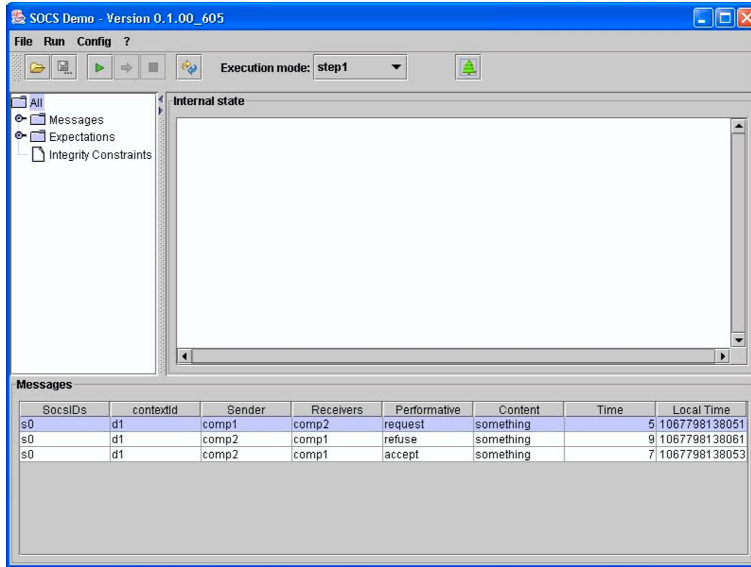 SOCS Demo - Version 0.1.00_605
File Run Config ?
Execution mode: step1
All
Messages
Expectations
Integrity Constraints
Internal state
Messages
SocsIDs contextId Sender Receivers Performative Content Time Local Time
s0 d1 comp1 comp2 request something 5 1067798138051
s0 d1 comp2 comp1 refuse something 9 1067798138061
s0 d1 comp2 comp1 accept something 7 1067798138053